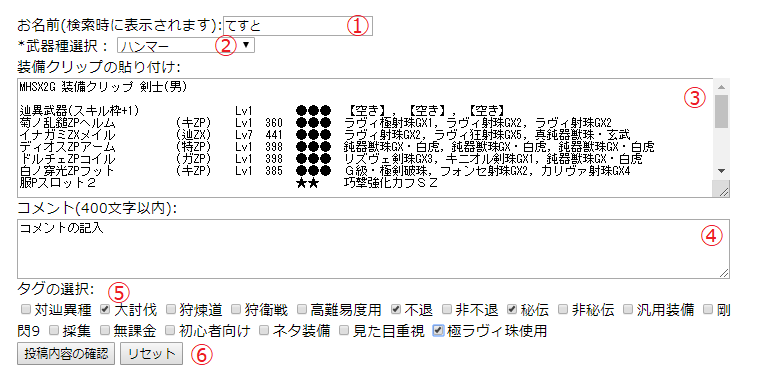 お名前(検索時に表示されます):てすと ①
*武器種選択： ハンマー ②
装備クリップの貼り付け:
MHSX2G 装備クリップ 剣士(男) ③
辿異武器(スキル枠+1) Lv1 ●●● 【空き】, 【空き】, 【空き】
菊ノ乱鎚ZPヘルム (キZP) Lv1 360 ●●● ラヴィ極射珠GX1, ラヴィ射珠GX2, ラヴィ射珠GX2
イナガミZXメイル (辿ZX) Lv7 441 ●●● ラヴィ射珠GX2, ラヴィ狂射珠GX5, 真鈍器獣珠・玄武
ディオスZPアーム (特ZP) Lv1 398 ●●● 鈍器獣珠GX・白虎, 鈍器獣珠GX・白虎, 鈍器獣珠GX・白虎
ドルチェZPコイル (ガZP) Lv1 398 ●●● リズヴェ剣珠GX3, キニオル剣珠GX1, 鈍器獣珠GX・白虎
白ノ穿光ZPフット (キZP) Lv1 385 ●●● Ｇ級・極剣破珠, フォンセ射珠GX2, カリヴァ射珠GX4
服Pスロット２ ★★ 巧撃強化カフＳＺ
コメント(400文字以内):
コメントの記入 ④
タグの選択: ⑤
対辿異種 大討伐 狩煉道 狩衛戦 高難易度用 不退 非不退 秘伝 非秘伝 汎用装備 剛
閃9 採集 無課金 初心者向け ネタ装備 見た目重視 極ラヴィ珠使用
投稿内容の確認 リセット ⑥